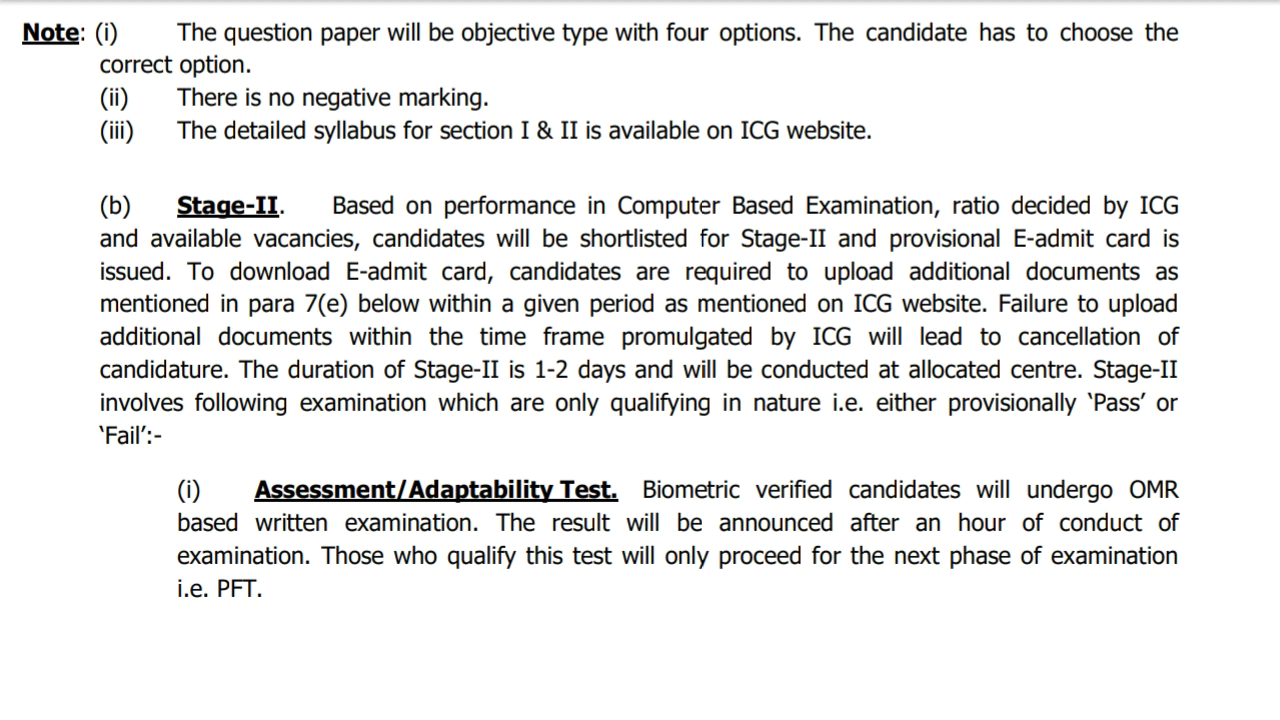 Note: (i) The question paper will be objective type with four options. The candidate has to choose the
correct option.
(ii) There is no negative marking.
(iii) The detailed syllabus for section I & II is available on ICG website.
(b) Stage-II. Based on performance in Computer Based Examination, ratio decided by ICG
and available vacancies, candidates will be shortlisted for Stage-II and provisional E-admit card is
issued. To download E-admit card, candidates are required to upload additional documents as
mentioned in para 7(e) below within a given period as mentioned on ICG website. Failure to upload
additional documents within the time frame promulgated by ICG will lead to cancellation of
candidature. The duration of Stage-II is 1-2 days and will be conducted at allocated centre. Stage-II
involves following examination which are only qualifying in nature i.e. either provisionally ‘Pass’ or
‘Fail’:-
(i) Assessment/Adaptability Test. Biometric verified candidates will undergo OMR
based written examination. The result will be announced after an hour of conduct of
examination. Those who qualify this test will only proceed for the next phase of examination
i.e. PFT.